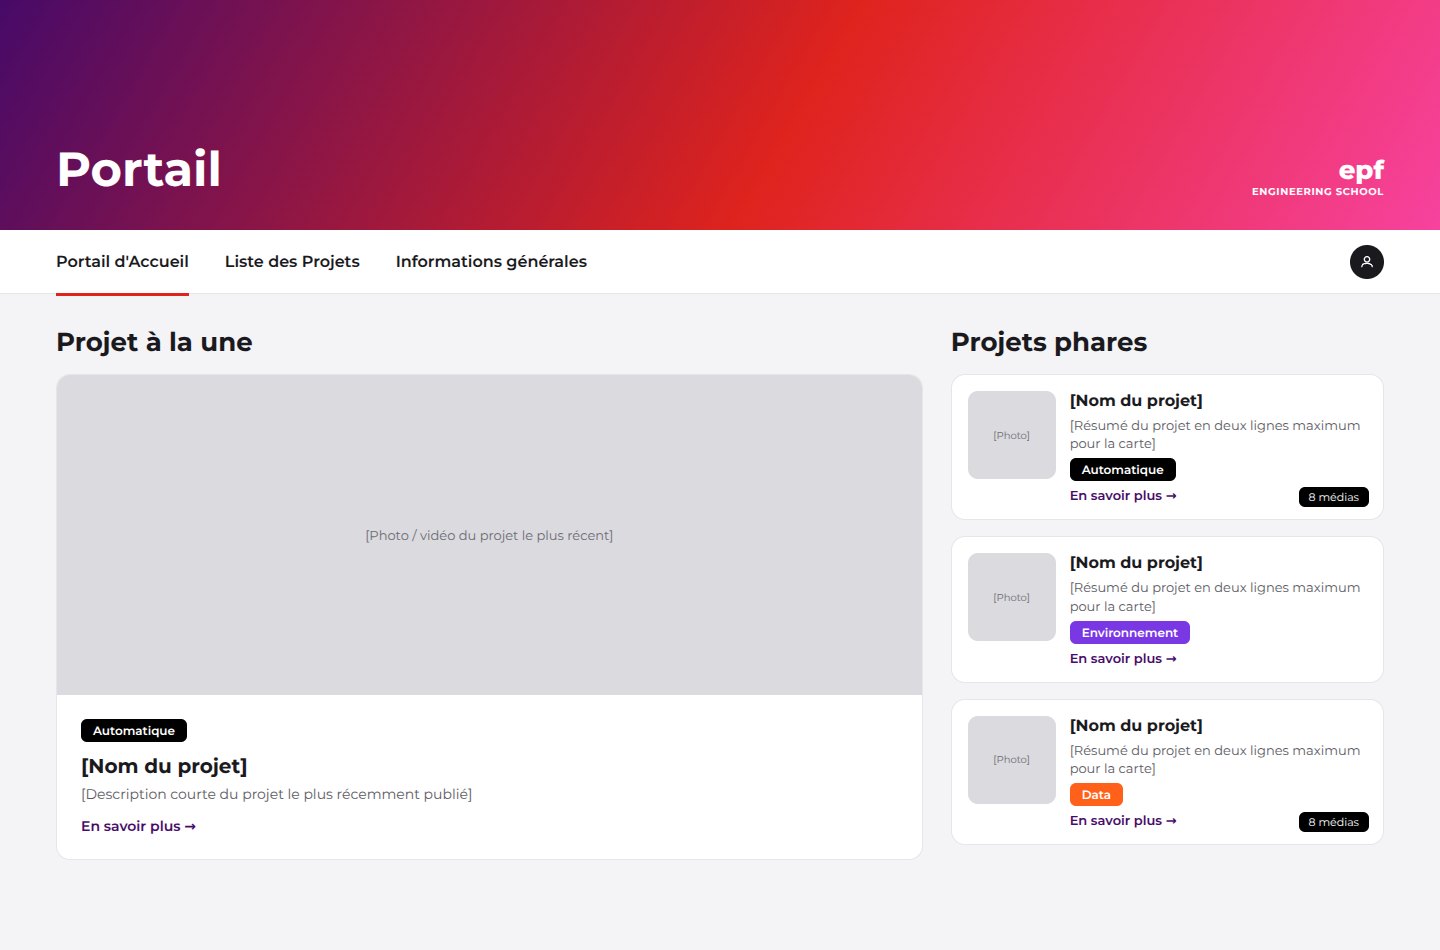 Portail
epf
ENGINEERING SCHOOL
Portail d'Accueil
Liste des Projets
Informations générales
Projet à la une
[Photo / vidéo du projet le plus récent]
Automatique
[Nom du projet]
[Description courte du projet le plus récemment publié]
En savoir plus →
Projets phares
[Photo]
[Nom du projet]
[Résumé du projet en deux lignes maximum
pour la carte]
Automatique
En savoir plus →
8 médias
[Photo]
[Nom du projet]
[Résumé du projet en deux lignes maximum
pour la carte]
Environnement
En savoir plus →
[Photo]
[Nom du projet]
[Résumé du projet en deux lignes maximum
pour la carte]
Data
En savoir plus →
8 médias